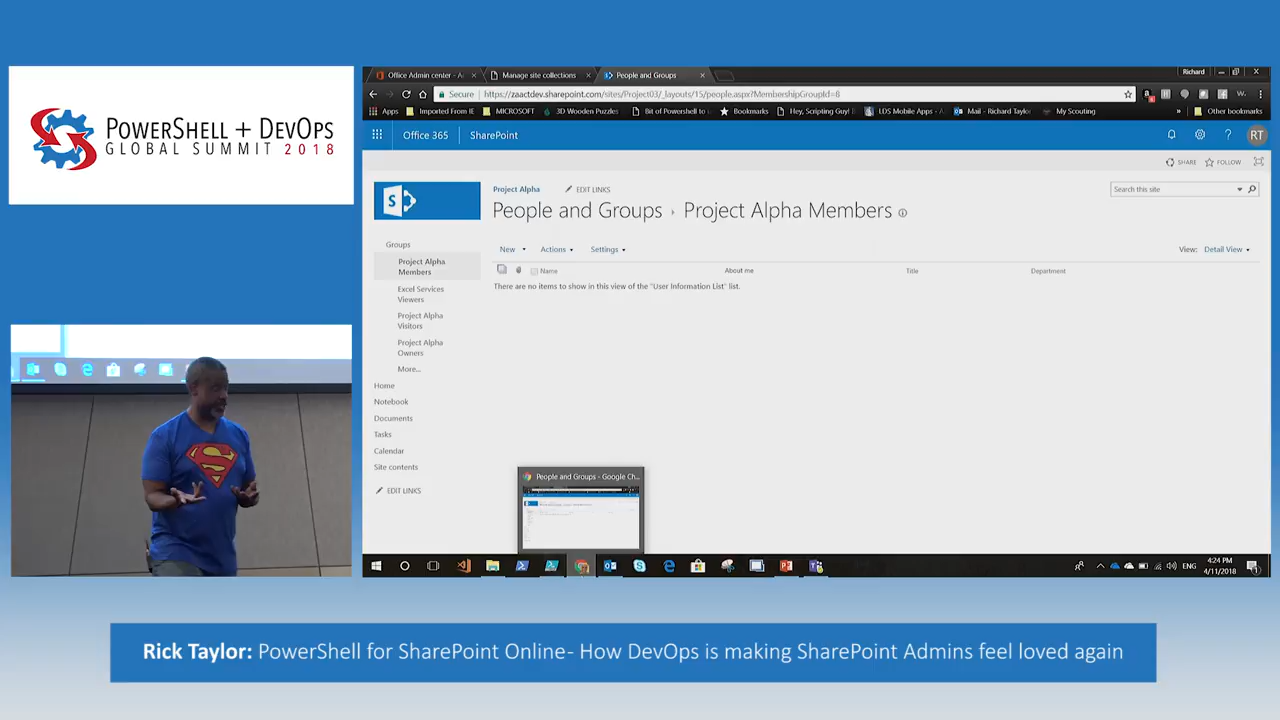 POWERSHELL + DEVOPS
GLOBAL SUMMIT 2018
Office Admin center - A
Manage site collections
People and Groups
Richard
Secure
https://zaactdev.sharepoint.com/sites/Project03/_layouts/15/people.aspx?MembershipGroupId=8
Apps
Imported From IE
MICROSOFT
3D Wooden Puzzles
Bit of Powershell to
Bookmarks
Hey, Scripting Guy!
LDS Mobile Apps - A
Mail - Richard Taylor
My Scouting
»
Other bookmarks
Office 365
SharePoint
RT
SHARE
FOLLOW
S
Project Alpha
EDIT LINKS
Search this site
People and Groups › Project Alpha Members
Groups
Project Alpha
Members
Excel Services
Viewers
Project Alpha
Visitors
Project Alpha
Owners
More...
Home
Notebook
Documents
Tasks
Calendar
Site contents
EDIT LINKS
New
Actions
Settings
View:
Detail View
Name
About me
Title
Department
There are no items to show in this view of the "User Information List" list.
People and Groups - Google Ch...
ENG
4:24 PM
4/11/2018
S
Rick Taylor: PowerShell for SharePoint Online- How DevOps is making SharePoint Admins feel loved again